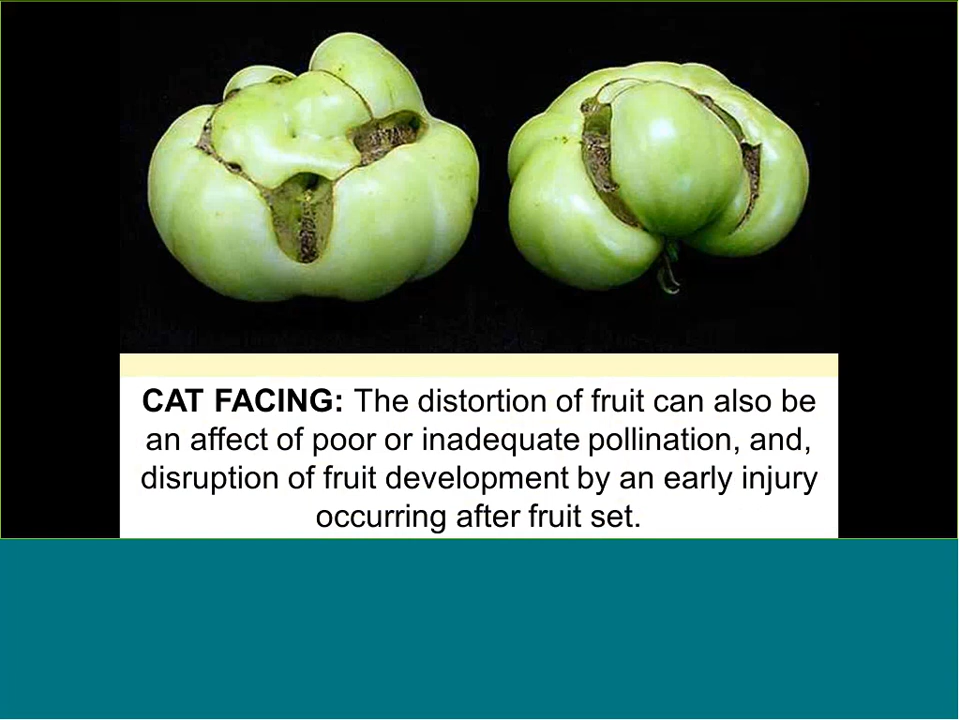 CAT FACING: The distortion of fruit can also be
an affect of poor or inadequate pollination, and,
disruption of fruit development by an early injury
occurring after fruit set.